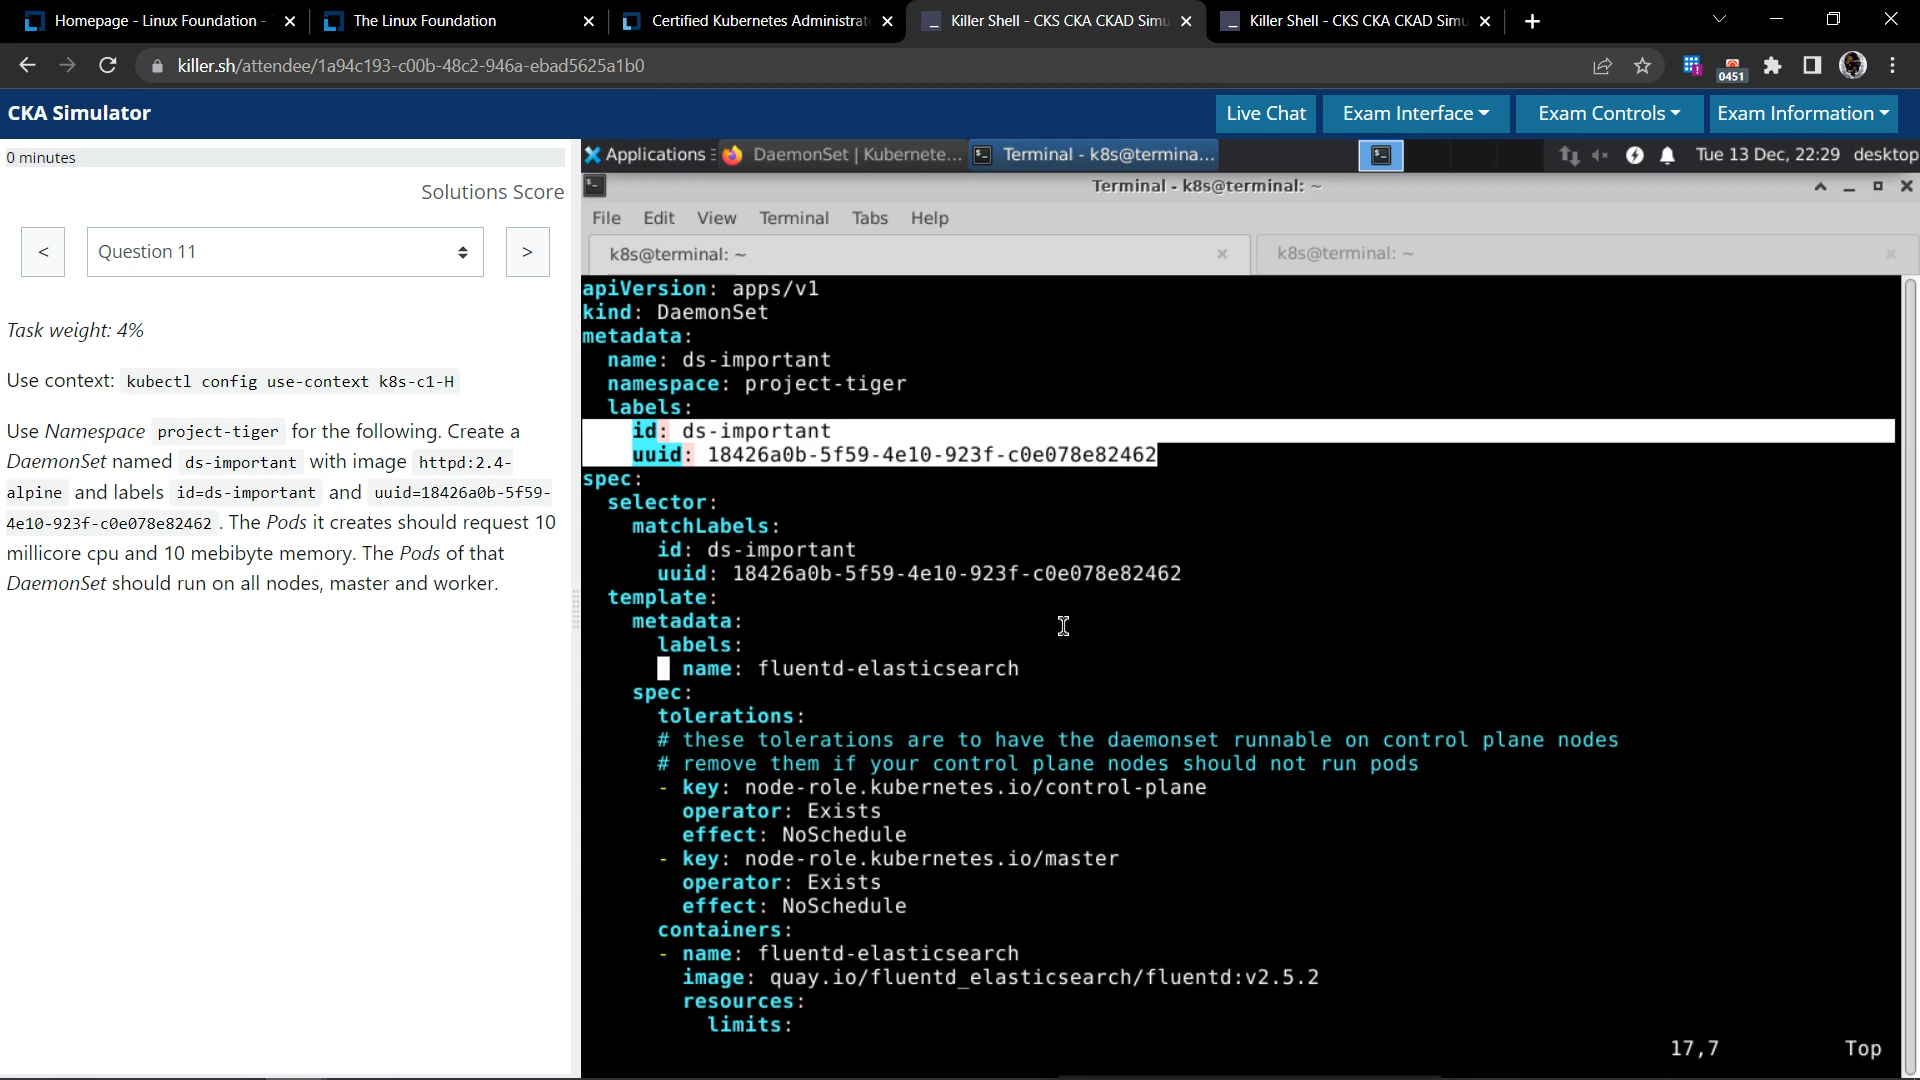 Homepage - Linux Foundation -
The Linux Foundation
Certified Kubernetes Administrat
Killer Shell - CKS CKA CKAD Simu
Killer Shell - CKS CKA CKAD Simu
killer.sh/attendee/1a94c193-c00b-48c2-946a-ebad5625a1b0
0451
CKA Simulator
Live Chat
Exam Interface
Exam Controls
Exam Information
0 minutes
Solutions Score
<
Question 11
>
Task weight: 4%
Use context: kubectl config use-context k8s-c1-H
Use Namespace project-tiger for the following. Create a
DaemonSet named ds-important with image httpd:2.4-
alpine and labels id=ds-important and uuid=18426a0b-5f59-
4e10-923f-c0e078e82462 . The Pods it creates should request 10
millicore cpu and 10 mebibyte memory. The Pods of that
DaemonSet should run on all nodes, master and worker.
Applications
DaemonSet | Kubernete...
Terminal - k8s@termina...
Tue 13 Dec, 22:29 desktop
Terminal - k8s@terminal: ~
File Edit View Terminal Tabs Help
k8s@terminal: ~
k8s@terminal: ~
apiVersion: apps/v1
kind: DaemonSet
metadata:
  name: ds-important
  namespace: project-tiger
  labels:
    id: ds-important
    uuid: 18426a0b-5f59-4e10-923f-c0e078e82462
spec:
  selector:
    matchLabels:
      id: ds-important
      uuid: 18426a0b-5f59-4e10-923f-c0e078e82462
  template:
    metadata:
      labels:
        name: fluentd-elasticsearch
    spec:
      tolerations:
      # these tolerations are to have the daemonset runnable on control plane nodes
      # remove them if your control plane nodes should not run pods
      - key: node-role.kubernetes.io/control-plane
        operator: Exists
        effect: NoSchedule
      - key: node-role.kubernetes.io/master
        operator: Exists
        effect: NoSchedule
      containers:
      - name: fluentd-elasticsearch
        image: quay.io/fluentd_elasticsearch/fluentd:v2.5.2
        resources:
          limits:
17,7 Top